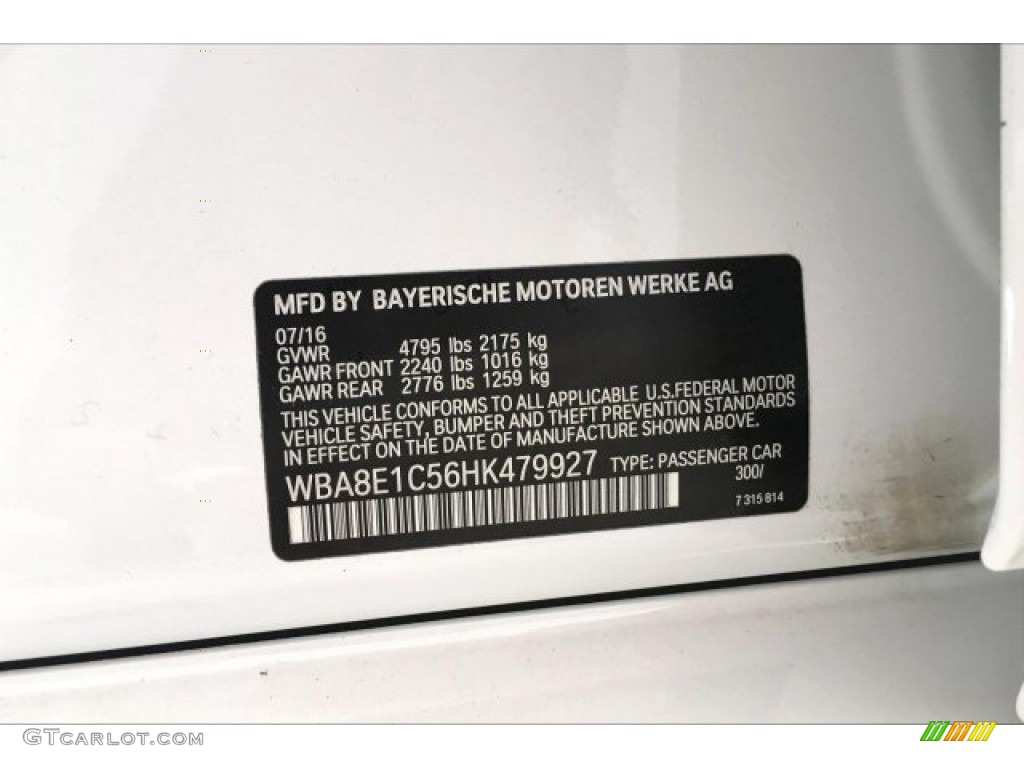 MFD BY BAYERISCHE MOTOREN WERKE AG
07/16
GVWR 4795 lbs 2175 kg
GAWR FRONT 2240 lbs 1016 kg
GAWR REAR 2776 lbs 1259 kg
THIS VEHICLE CONFORMS TO ALL APPLICABLE U.S.FEDERAL MOTOR
VEHICLE SAFETY, BUMPER AND THEFT PREVENTION STANDARDS
IN EFFECT ON THE DATE OF MANUFACTURE SHOWN ABOVE.
WBA8E1C56HK479927 TYPE: PASSENGER CAR
300/
7 315 814
GTCARLOT.COM